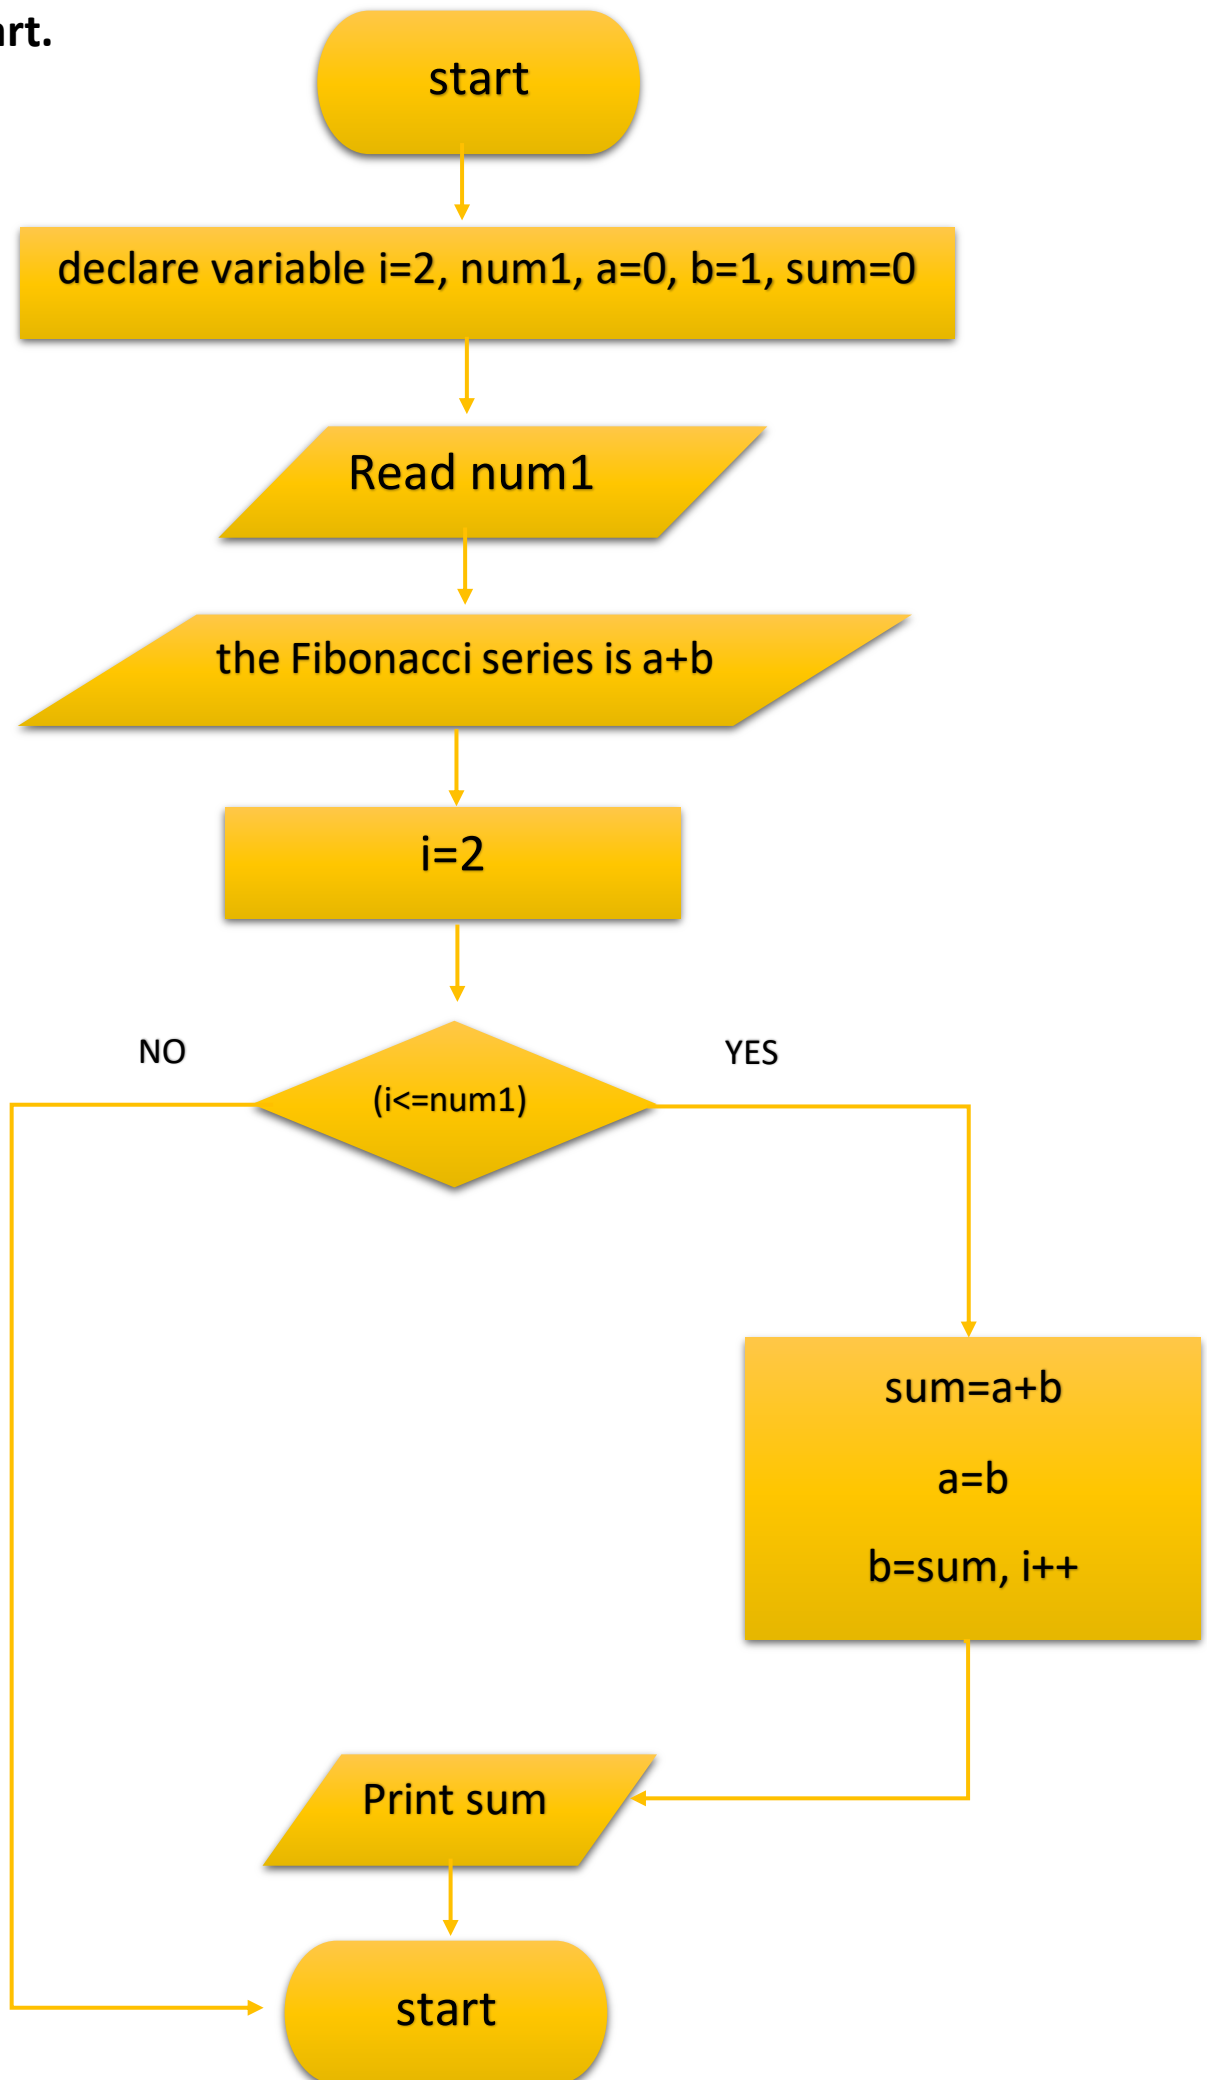 start
declare variable i=2, num1, a=0, b=1, sum=0
Read num1
the Fibonacci series is a+b
i=2
NO
YES
(i<=num1)
sum=a+b
a=b
b=sum, i++
Print sum
start